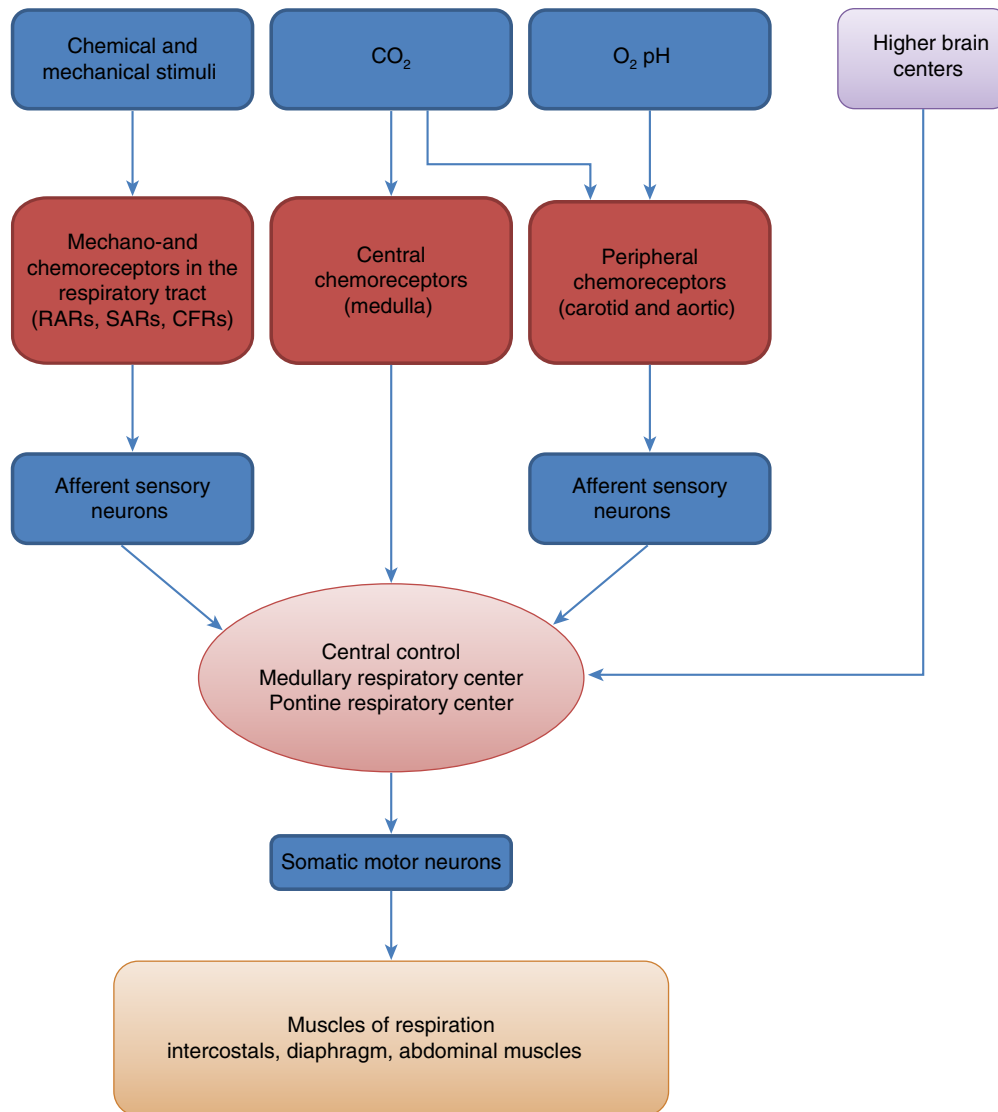 Chemical and
mechanical stimuli
CO₂
O₂ pH
Higher brain
centers
Mechano-and
chemoreceptors in the
respiratory tract
(RARs, SARs, CFRs)
Central
chemoreceptors
(medulla)
Peripheral
chemoreceptors
(carotid and aortic)
Afferent sensory
neurons
Afferent sensory
neurons
Central control
Medullary respiratory center
Pontine respiratory center
Somatic motor neurons
Muscles of respiration
intercostals, diaphragm, abdominal muscles